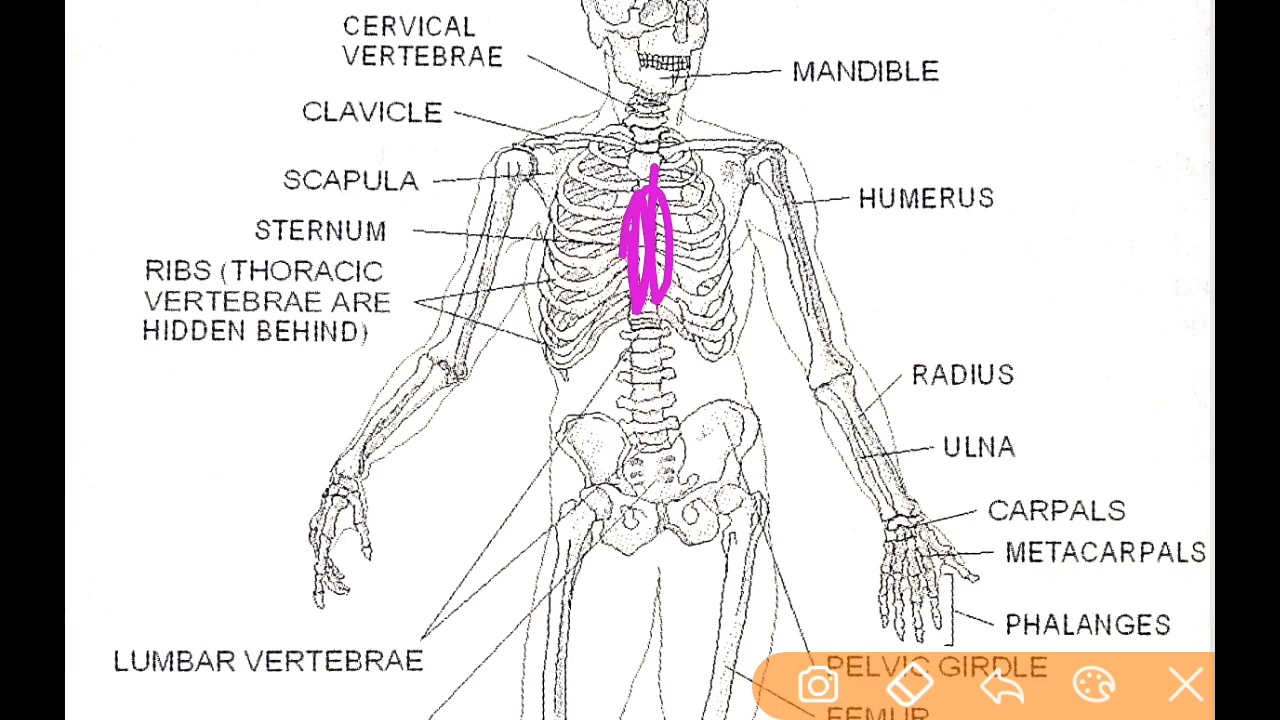 CERVICAL
VERTEBRAE
MANDIBLE
CLAVICLE
SCAPULA
HUMERUS
STERNUM
RIBS (THORACIC
VERTEBRAE ARE
HIDDEN BEHIND)
RADIUS
ULNA
CARPALS
METACARPALS
PHALANGES
LUMBAR VERTEBRAE
PELVIC GIRDLE
FEMUR